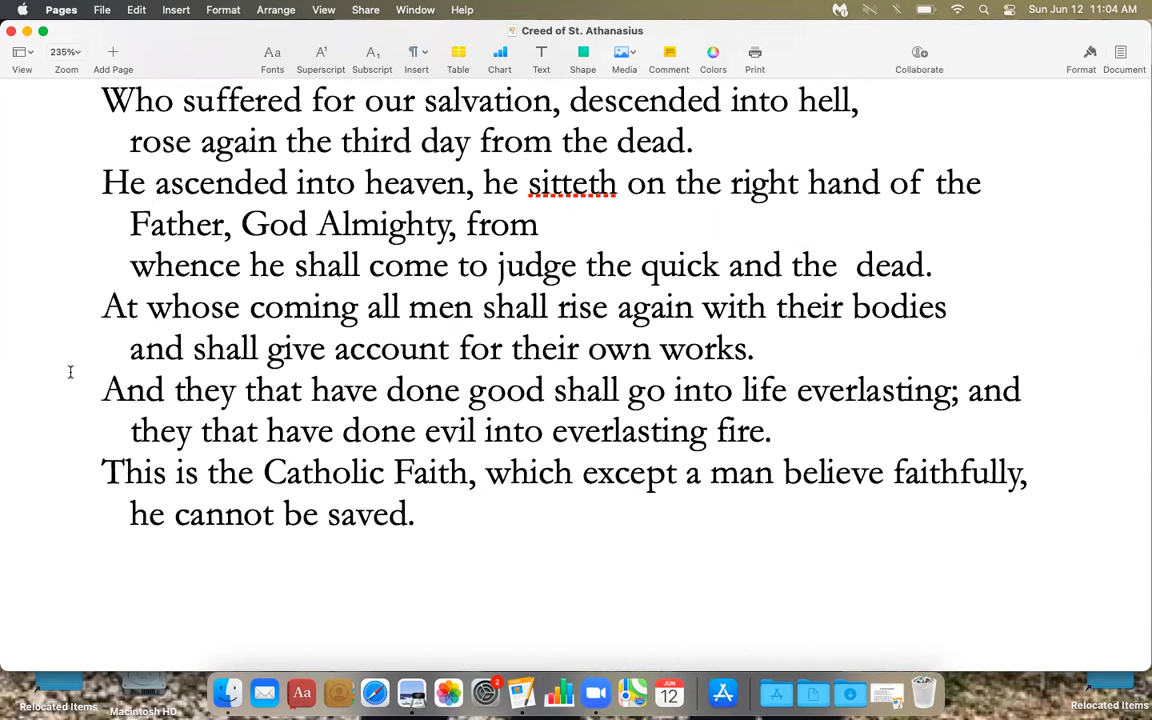 Pages File Edit Insert Format Arrange View Share Window Help Sun Jun 12 11:04 AM
Creed of St. Athanasius
235%
View Zoom Add Page Fonts Superscript Subscript Insert Table Chart Text Shape Media Comment Colors Print Collaborate Format Document
Who suffered for our salvation, descended into hell,
rose again the third day from the dead.
He ascended into heaven, he sitteth on the right hand of the
Father, God Almighty, from
whence he shall come to judge the quick and the dead.
At whose coming all men shall rise again with their bodies
and shall give account for their own works.
And they that have done good shall go into life everlasting; and
they that have done evil into everlasting fire.
This is the Catholic Faith, which except a man believe faithfully,
he cannot be saved.
2
JUN
12
Aa
Relocated Items Macintosh HD Relocated Items